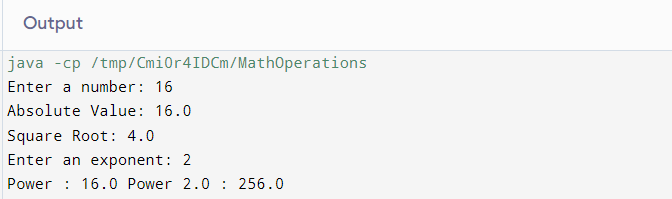 Output
java -cp /tmp/Cmi0r4IDCm/MathOperations
Enter a number: 16
Absolute Value: 16.0
Square Root: 4.0
Enter an exponent: 2
Power : 16.0 Power 2.0 : 256.0